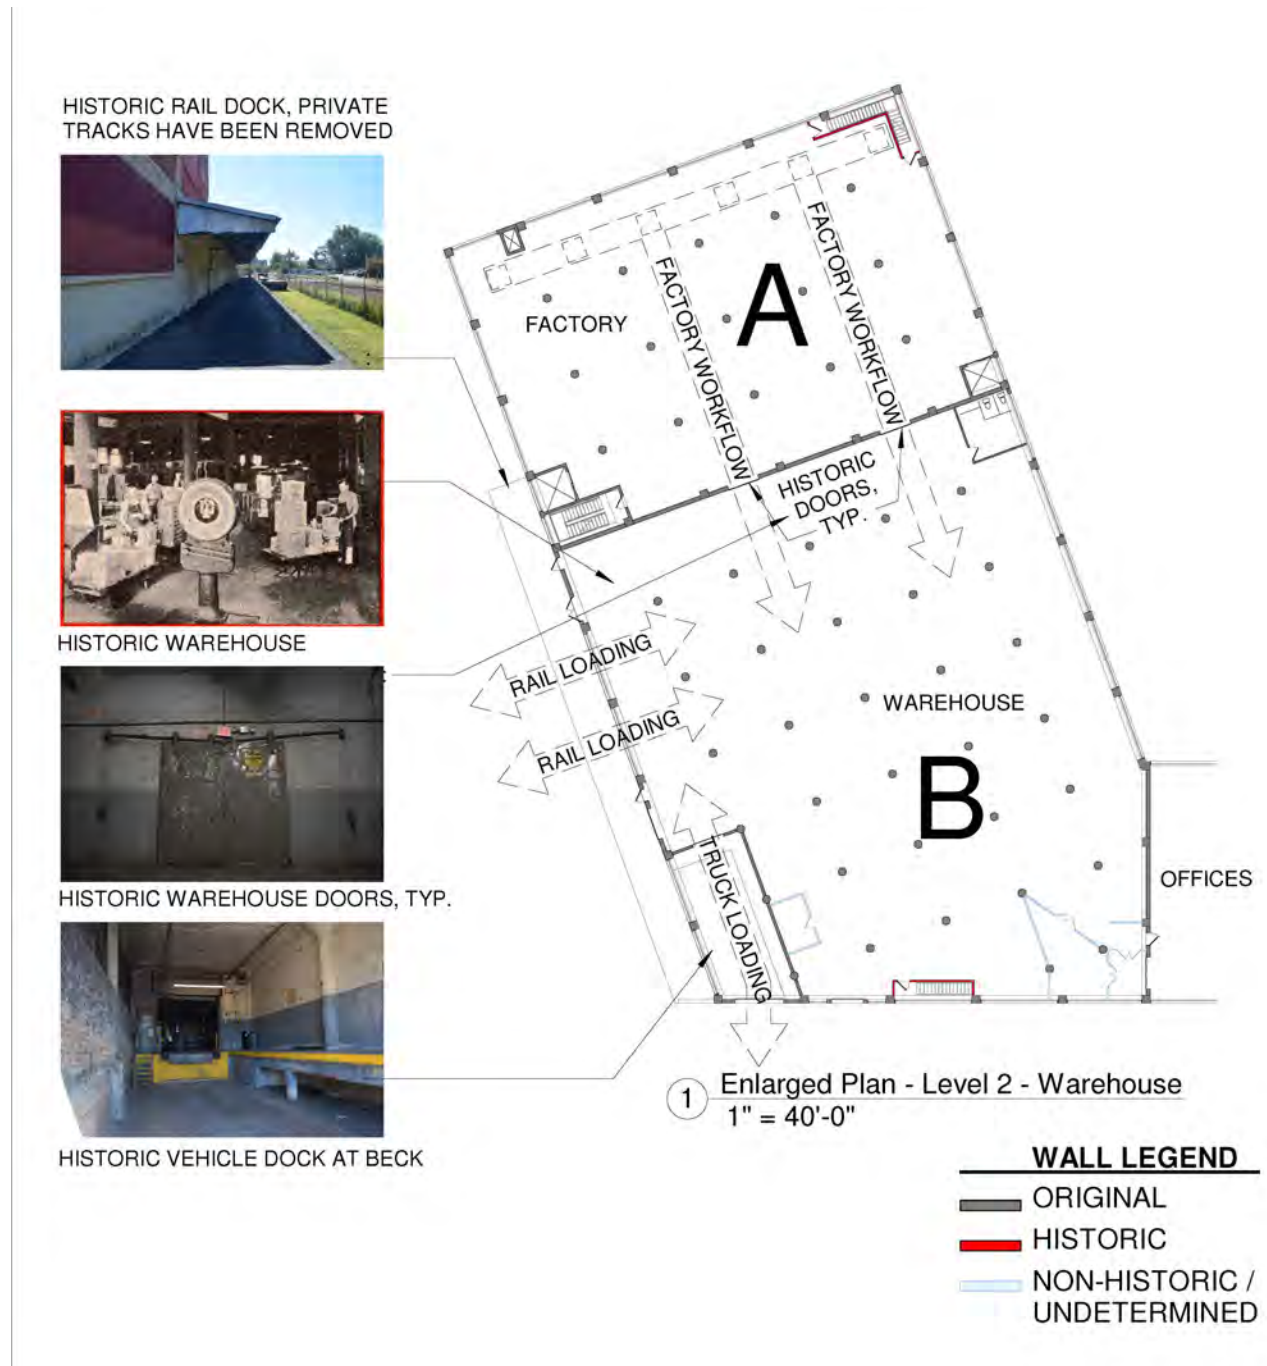 HISTORIC RAIL DOCK, PRIVATE
TRACKS HAVE BEEN REMOVED
HISTORIC WAREHOUSE
HISTORIC WAREHOUSE DOORS, TYP.
HISTORIC VEHICLE DOCK AT BECK
FACTORY
A
FACTORY WORKFLOW
FACTORY WORKFLOW
HISTORIC
DOORS,
TYP.
RAIL LOADING
RAIL LOADING
WAREHOUSE
B
TRUCK LOADING
OFFICES
1
Enlarged Plan - Level 2 - Warehouse
1" = 40'-0"
WALL LEGEND
ORIGINAL
HISTORIC
NON-HISTORIC /
UNDETERMINED